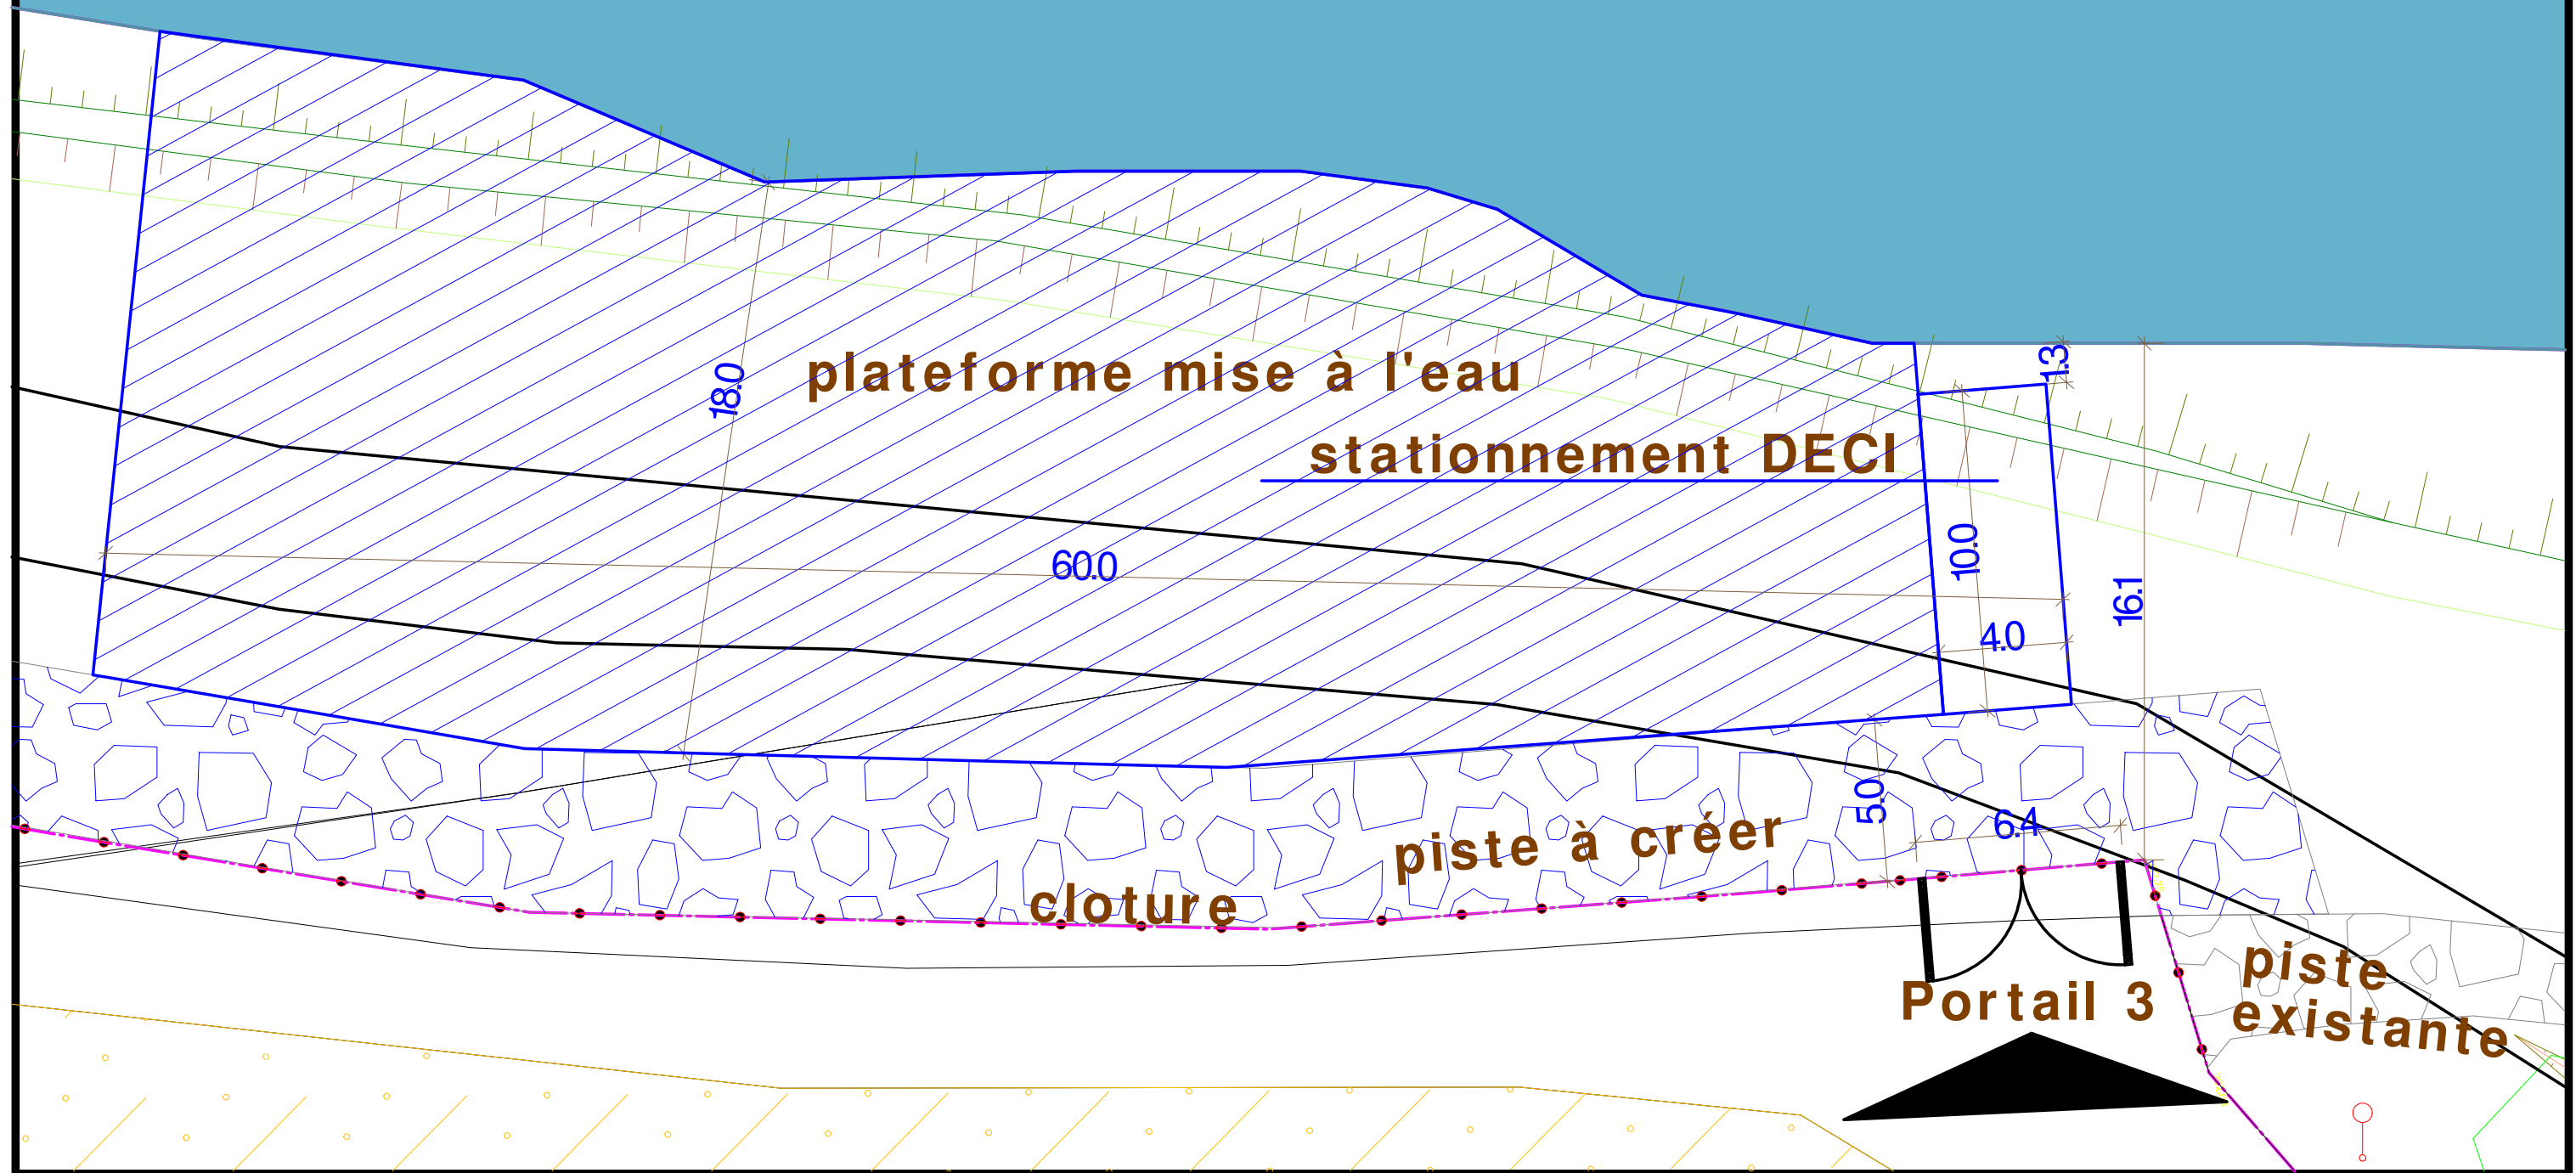 1.3
18.0
plateforme mise à l'eau
stationnement DECI
60.0
10.0
16.1
4.0
5.0
6.4
piste à créer
cloture
Portail 3
piste
existante